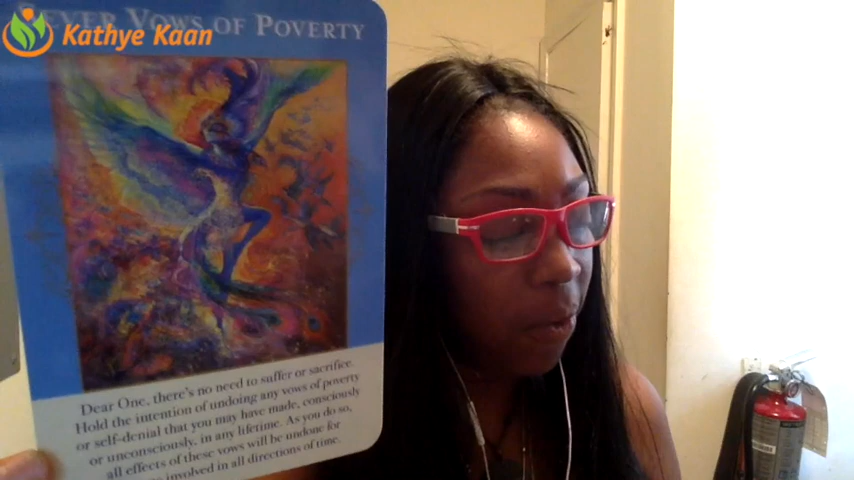 Kathye Kaan
EVER VOWS OF POVERTY
Dear One, there's no need to suffer or sacrifice.
Hold the intention of undoing any vows of poverty
or self-denial that you may have made, consciously
or unconsciously, in any lifetime. As you do so,
all effects of these vows will be undone for
involved in all directions of time.